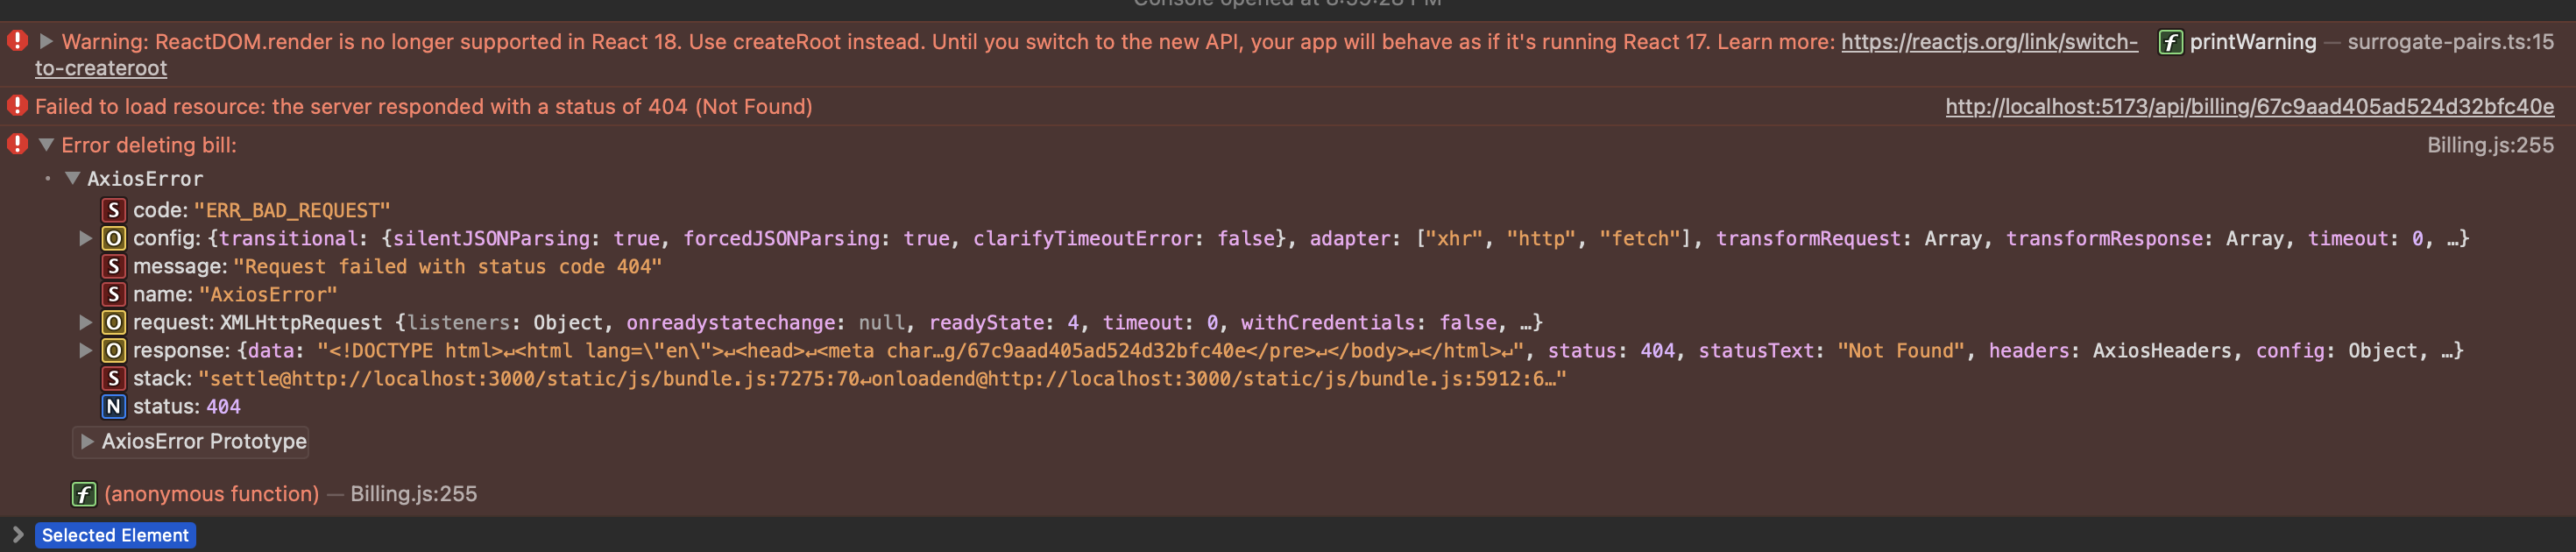 Console opened at 8:59:28 PM
Warning: ReactDOM.render is no longer supported in React 18. Use createRoot instead. Until you switch to the new API, your app will behave as if it's running React 17. Learn more: https://reactjs.org/link/switch-to-createroot
f printWarning — surrogate-pairs.ts:15
Failed to load resource: the server responded with a status of 404 (Not Found)
http://localhost:5173/api/billing/67c9aad405ad524d32bfc40e
Error deleting bill:
Billing.js:255
AxiosError
S code: "ERR_BAD_REQUEST"
O config: {transitional: {silentJSONParsing: true, forcedJSONParsing: true, clarifyTimeoutError: false}, adapter: ["xhr", "http", "fetch"], transformRequest: Array, transformResponse: Array, timeout: 0, …}
S message: "Request failed with status code 404"
S name: "AxiosError"
O request: XMLHttpRequest {listeners: Object, onreadystatechange: null, readyState: 4, timeout: 0, withCredentials: false, …}
O response: {data: "<!DOCTYPE html>↵<html lang=\"en\">↵<head>↵<meta char…g/67c9aad405ad524d32bfc40e</pre>↵</body>↵</html>↵", status: 404, statusText: "Not Found", headers: AxiosHeaders, config: Object, …}
S stack: "settle@http://localhost:3000/static/js/bundle.js:7275:70↵onloadend@http://localhost:3000/static/js/bundle.js:5912:6…"
N status: 404
AxiosError Prototype
f (anonymous function) — Billing.js:255
Selected Element